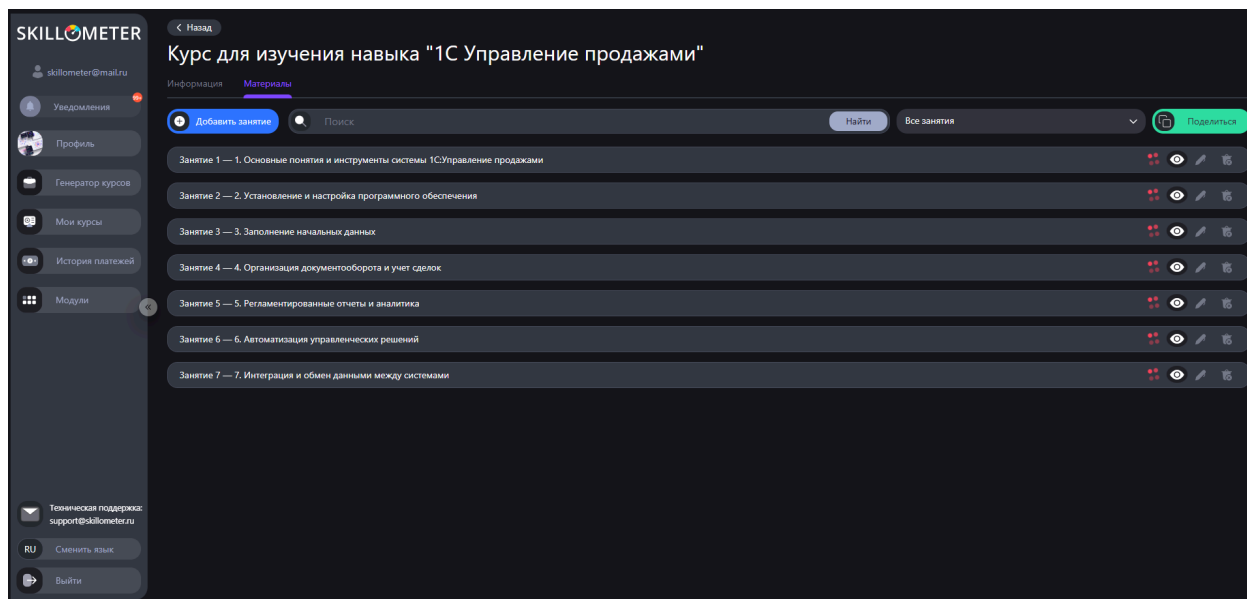 SKILLOMETER
skillometer@mail.ru
Уведомления
99+
Профиль
Генератор курсов
Мои курсы
История платежей
Модули
«
Техническая поддержка:
support@skillometer.ru
RU Сменить язык
Выйти
Назад
Курс для изучения навыка "1С Управление продажами"
Информация Материалы
Добавить занятие Поиск Найти Все занятия Поделиться
Занятие 1 — 1. Основные понятия и инструменты системы 1С:Управление продажами
Занятие 2 — 2. Установление и настройка программного обеспечения
Занятие 3 — 3. Заполнение начальных данных
Занятие 4 — 4. Организация документооборота и учет сделок
Занятие 5 — 5. Регламентированные отчеты и аналитика
Занятие 6 — 6. Автоматизация управленческих решений
Занятие 7 — 7. Интеграция и обмен данными между системами